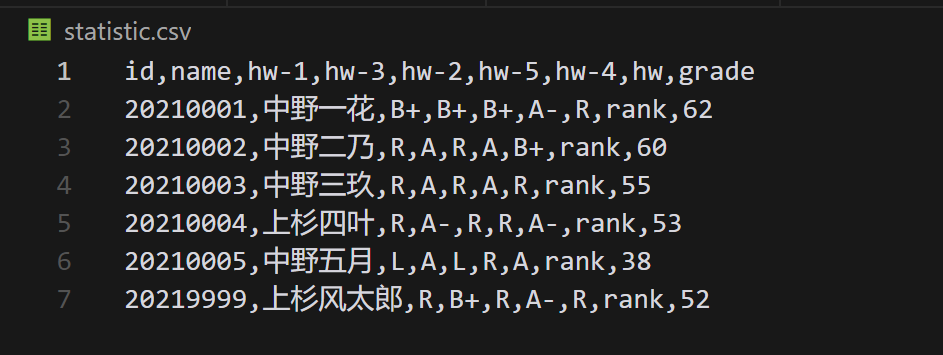 statistic.csv
1 id,name,hw-1,hw-3,hw-2,hw-5,hw-4,hw,grade
2 20210001,中野一花,B+,B+,B+,A-,R,rank,62
3 20210002,中野二乃,R,A,R,A,B+,rank,60
4 20210003,中野三玖,R,A,R,A,R,rank,55
5 20210004,上杉四叶,R,A-,R,R,A-,rank,53
6 20210005,中野五月,L,A,L,R,A,rank,38
7 20219999,上杉风太郎,R,B+,R,A-,R,rank,52